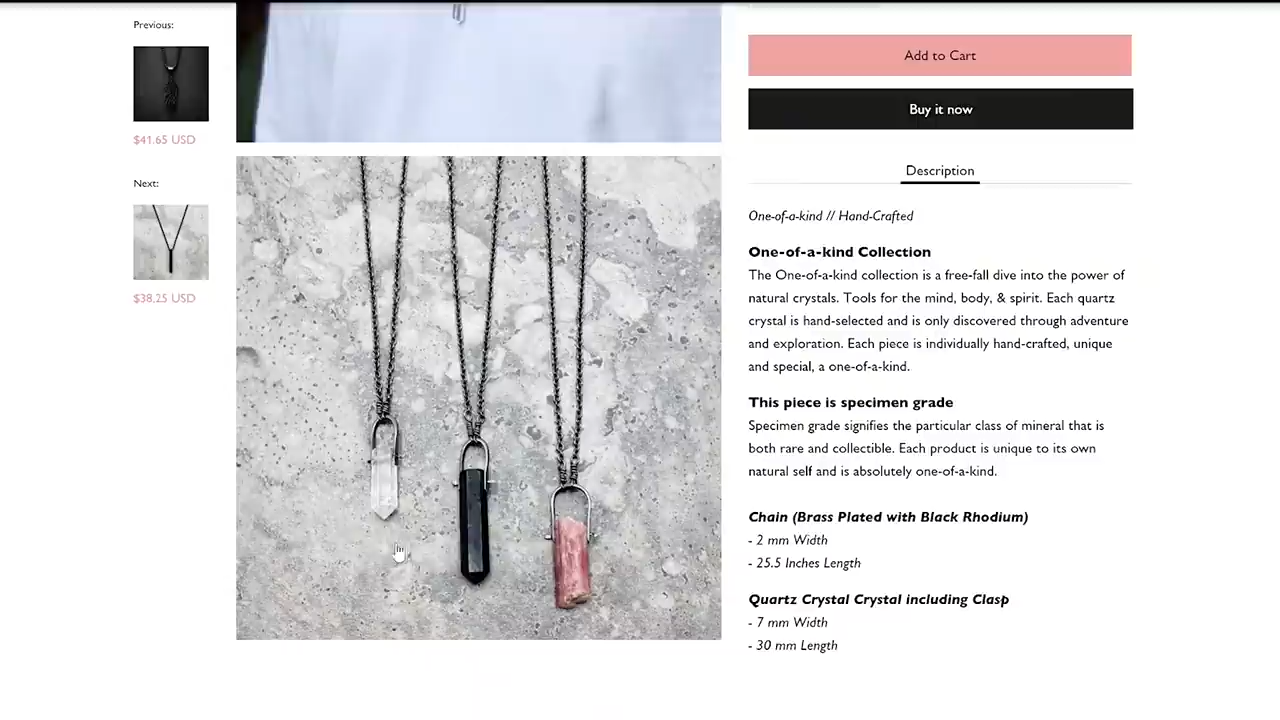 Previous:
$41.65 USD
Next:
$38.25 USD
Add to Cart
Buy it now
Description
One-of-a-kind // Hand-Crafted
One-of-a-kind Collection
The One-of-a-kind collection is a free-fall dive into the power of
natural crystals. Tools for the mind, body, & spirit. Each quartz
crystal is hand-selected and is only discovered through adventure
and exploration. Each piece is individually hand-crafted, unique
and special, a one-of-a-kind.
This piece is specimen grade
Specimen grade signifies the particular class of mineral that is
both rare and collectible. Each product is unique to its own
natural self and is absolutely one-of-a-kind.
Chain (Brass Plated with Black Rhodium)
- 2 mm Width
- 25.5 Inches Length
Quartz Crystal Crystal including Clasp
- 7 mm Width
- 30 mm Length